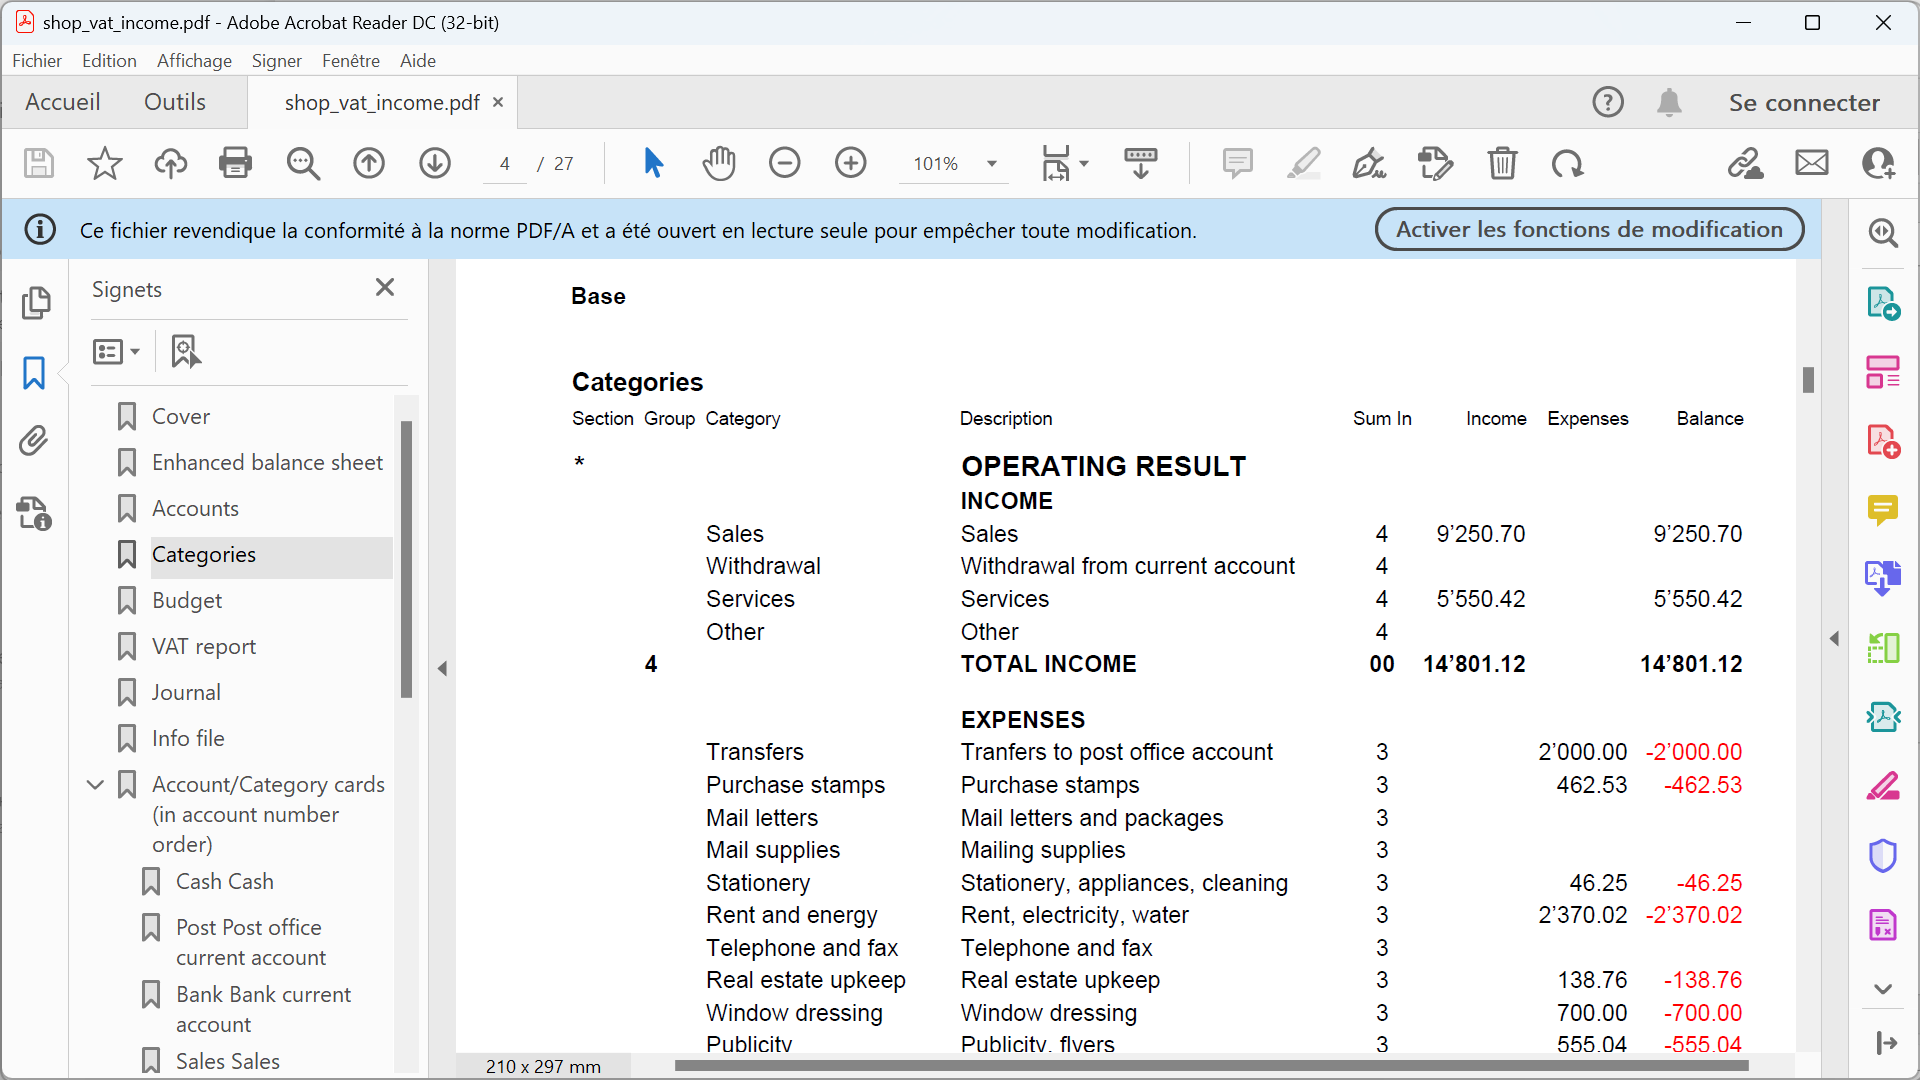 shop_vat_income.pdf - Adobe Acrobat Reader DC (32-bit)
Fichier Edition Affichage Signer Fenêtre Aide
Accueil Outils shop_vat_income.pdf × Se connecter
4 / 27 101%
Ce fichier revendique la conformité à la norme PDF/A et a été ouvert en lecture seule pour empêcher toute modification. Activer les fonctions de modification
Signets
Cover
Enhanced balance sheet
Accounts
Categories
Budget
VAT report
Journal
Info file
Account/Category cards
(in account number
order)
Cash Cash
Post Post office
current account
Bank Bank current
account
Sales Sales
Base
Categories
Section Group Category Description Sum In Income Expenses Balance
* OPERATING RESULT
INCOME
Sales Sales 4 9’250.70 9’250.70
Withdrawal Withdrawal from current account 4
Services Services 4 5’550.42 5’550.42
Other Other 4
4 TOTAL INCOME 00 14’801.12 14’801.12
EXPENSES
Transfers Tranfers to post office account 3 2’000.00 -2’000.00
Purchase stamps Purchase stamps 3 462.53 -462.53
Mail letters Mail letters and packages 3
Mail supplies Mailing supplies 3
Stationery Stationery, appliances, cleaning 3 46.25 -46.25
Rent and energy Rent, electricity, water 3 2’370.02 -2’370.02
Telephone and fax Telephone and fax 3
Real estate upkeep Real estate upkeep 3 138.76 -138.76
Window dressing Window dressing 3 700.00 -700.00
Publicity Publicity, flyers 3 555.04 -555.04
210 x 297 mm